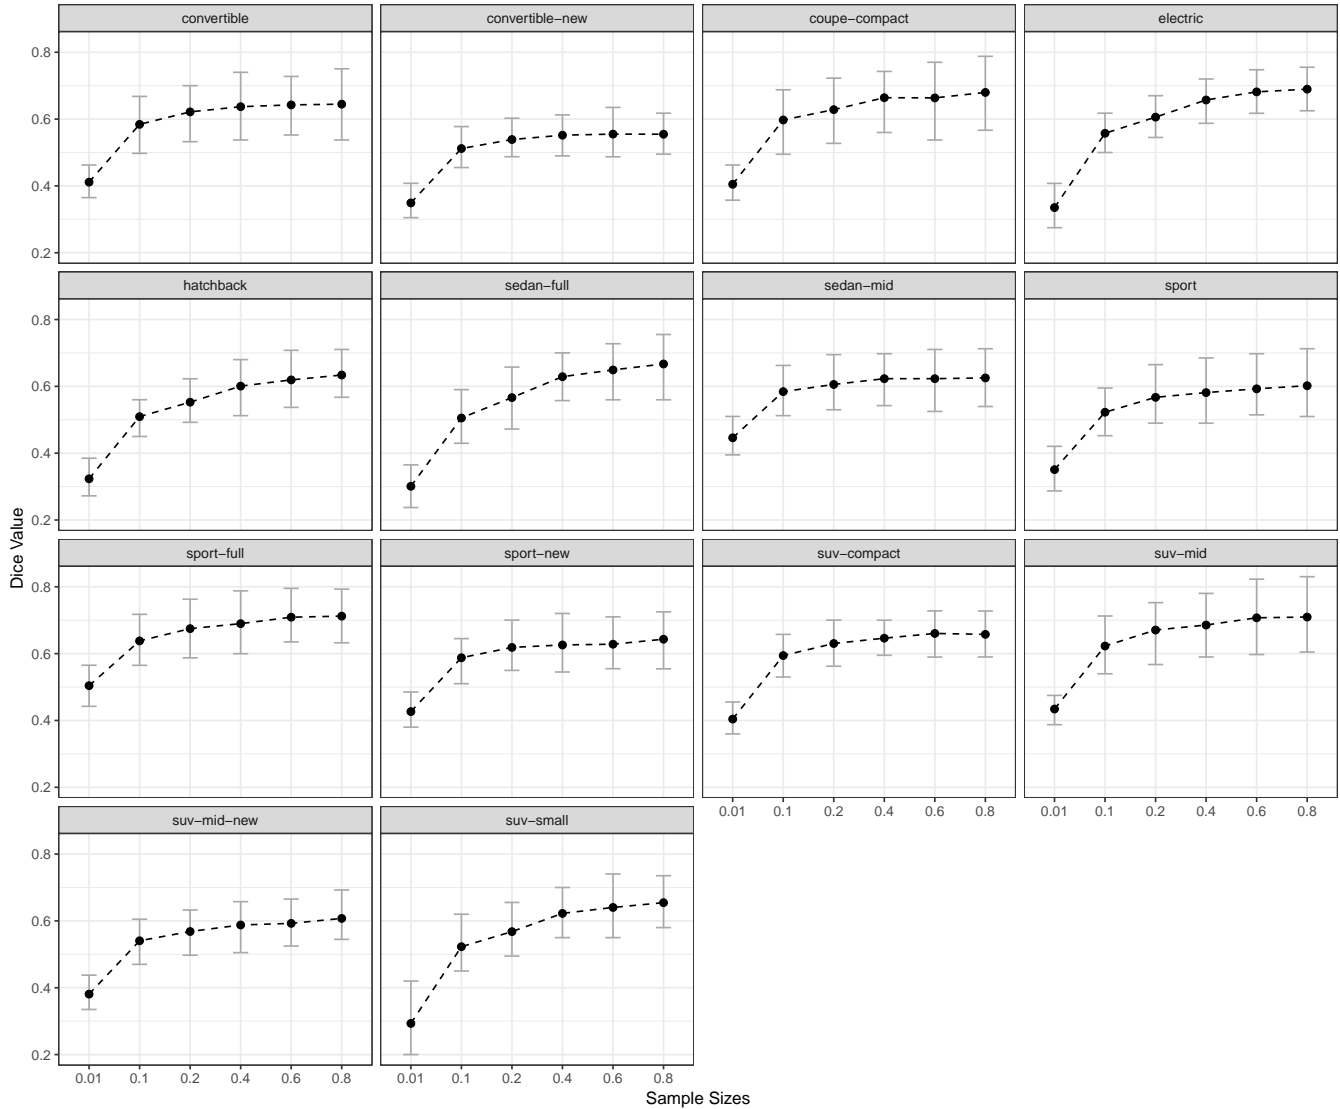 convertible convertible−new coupe−compact electric
0.8
0.6
0.4
0.2
hatchback sedan−full sedan−mid sport
0.8
0.6
0.4
0.2
sport−full sport−new suv−compact suv−mid
0.8
0.6
0.4
0.2
0.01 0.1 0.2 0.4 0.6 0.8 0.01 0.1 0.2 0.4 0.6 0.8
suv−mid−new suv−small
0.8
0.6
0.4
0.2
0.01 0.1 0.2 0.4 0.6 0.8 0.01 0.1 0.2 0.4 0.6 0.8
Sample Sizes
Dice Value